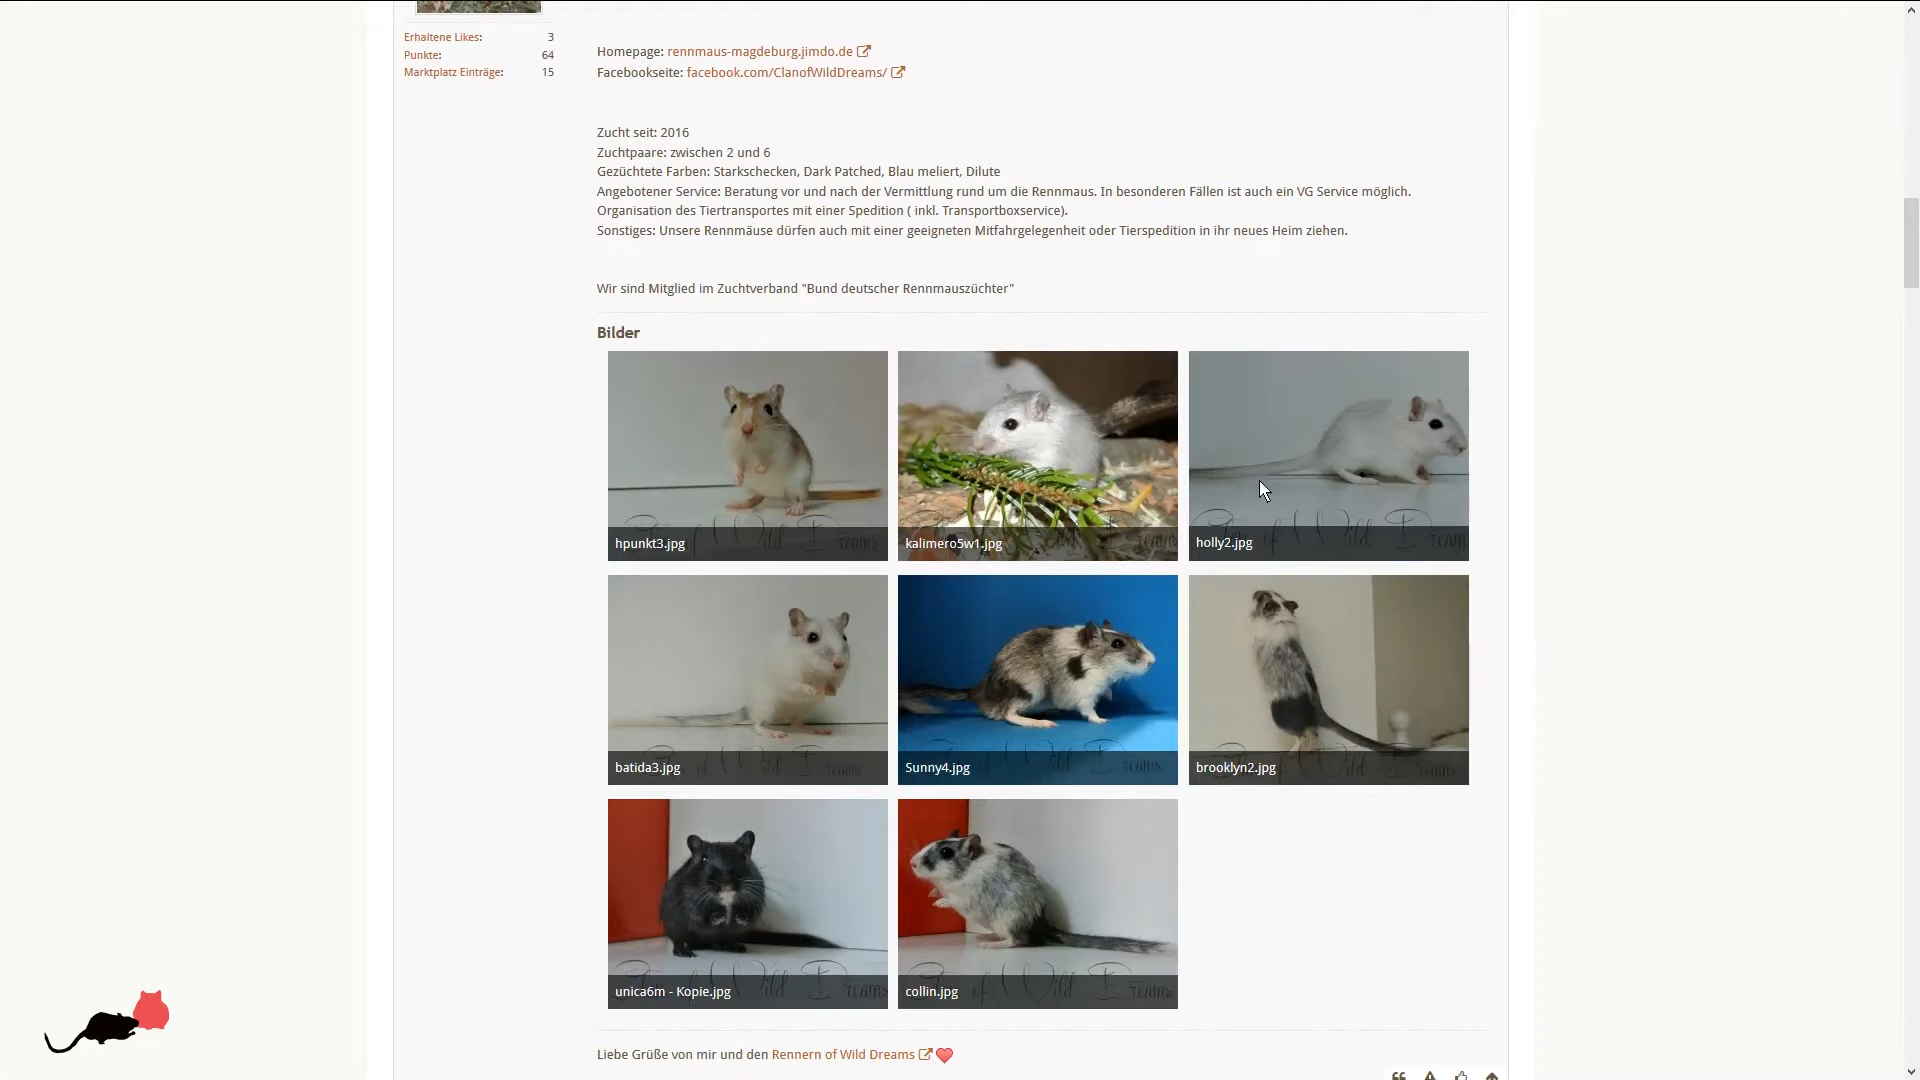 Erhaltene Likes: 3
Punkte: 64
Marktplatz Einträge: 15
Homepage: rennmaus-magdeburg.jimdo.de
Facebookseite: facebook.com/ClanofWildDreams/
Zucht seit: 2016
Zuchtpaare: zwischen 2 und 6
Gezüchtete Farben: Starkschecken, Dark Patched, Blau meliert, Dilute
Angebotener Service: Beratung vor und nach der Vermittlung rund um die Rennmaus. In besonderen Fällen ist auch ein VG Service möglich.
Organisation des Tiertransportes mit einer Spedition ( inkl. Transportboxservice).
Sonstiges: Unsere Rennmäuse dürfen auch mit einer geeigneten Mitfahrgelegenheit oder Tierspedition in ihr neues Heim ziehen.
Wir sind Mitglied im Zuchtverband "Bund deutscher Rennmauszüchter"
Bilder
hpunkt3.jpg
kalimero5w1.jpg
holly2.jpg
batida3.jpg
Sunny4.jpg
brooklyn2.jpg
unica6m - Kopie.jpg
collin.jpg
Liebe Grüße von mir und den Rennern of Wild Dreams